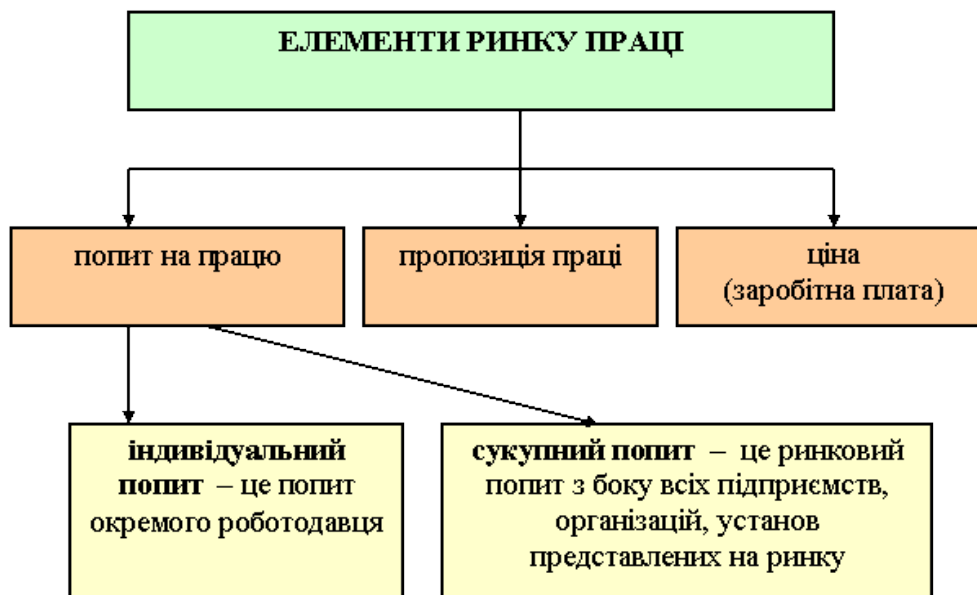 ЕЛЕМЕНТИ РИНКУ ПРАЦІ
попит на працю
пропозиція праці
ціна
(заробітна плата)
індивідуальний
попит – це попит
окремого роботодавця
сукупний попит – це ринковий
попит з боку всіх підприємств,
організацій, установ
представлених на ринку